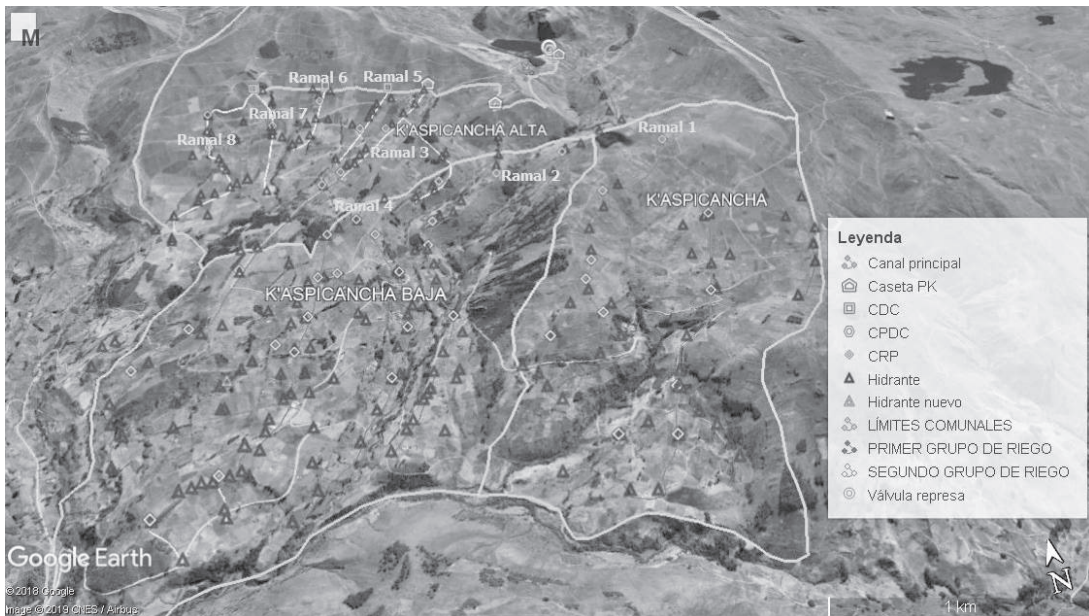 M
Ramal 6
Ramal 5
Ramal 7
K'ASPICANCHA ALTA
Ramal 1
Ramal 8
Ramal 3
Ramal 2
Ramal 4
K'ASPICANCHA
K'ASPICANCHA BAJA
Leyenda
Canal principal
Caseta PK
CDC
CPDC
CRP
Hidrante
Hidrante nuevo
LÍMITES COMUNALES
PRIMER GRUPO DE RIEGO
SEGUNDO GRUPO DE RIEGO
Válvula represa
Google Earth
©2018 Google
Image © 2019 CNES / Airbus
N
1 km